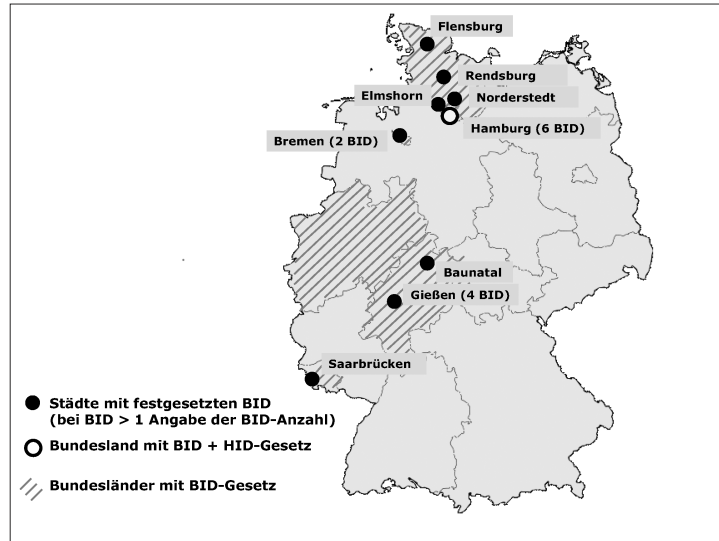 Flensburg
Rendsburg
Elmshorn
Norderstedt
Hamburg (6 BID)
Bremen (2 BID)
Baunatal
Gießen (4 BID)
Saarbrücken
Städte mit festgesetzten BID
(bei BID > 1 Angabe der BID-Anzahl)
Bundesland mit BID + HID-Gesetz
Bundesländer mit BID-Gesetz